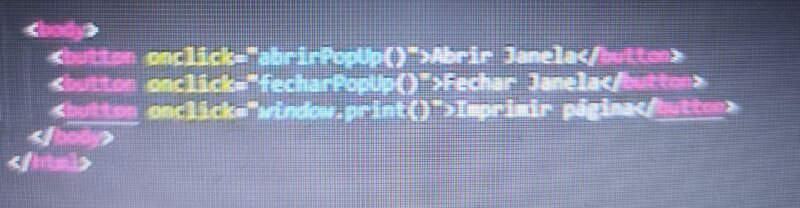 <body>
<button onclick="abrirPopUp()">Abrir Janela</button>
<button onclick="fecharPopUp()">Fechar Janela</button>
<button onclick="window.print()">Imprimir página</button>
</body>
</html>